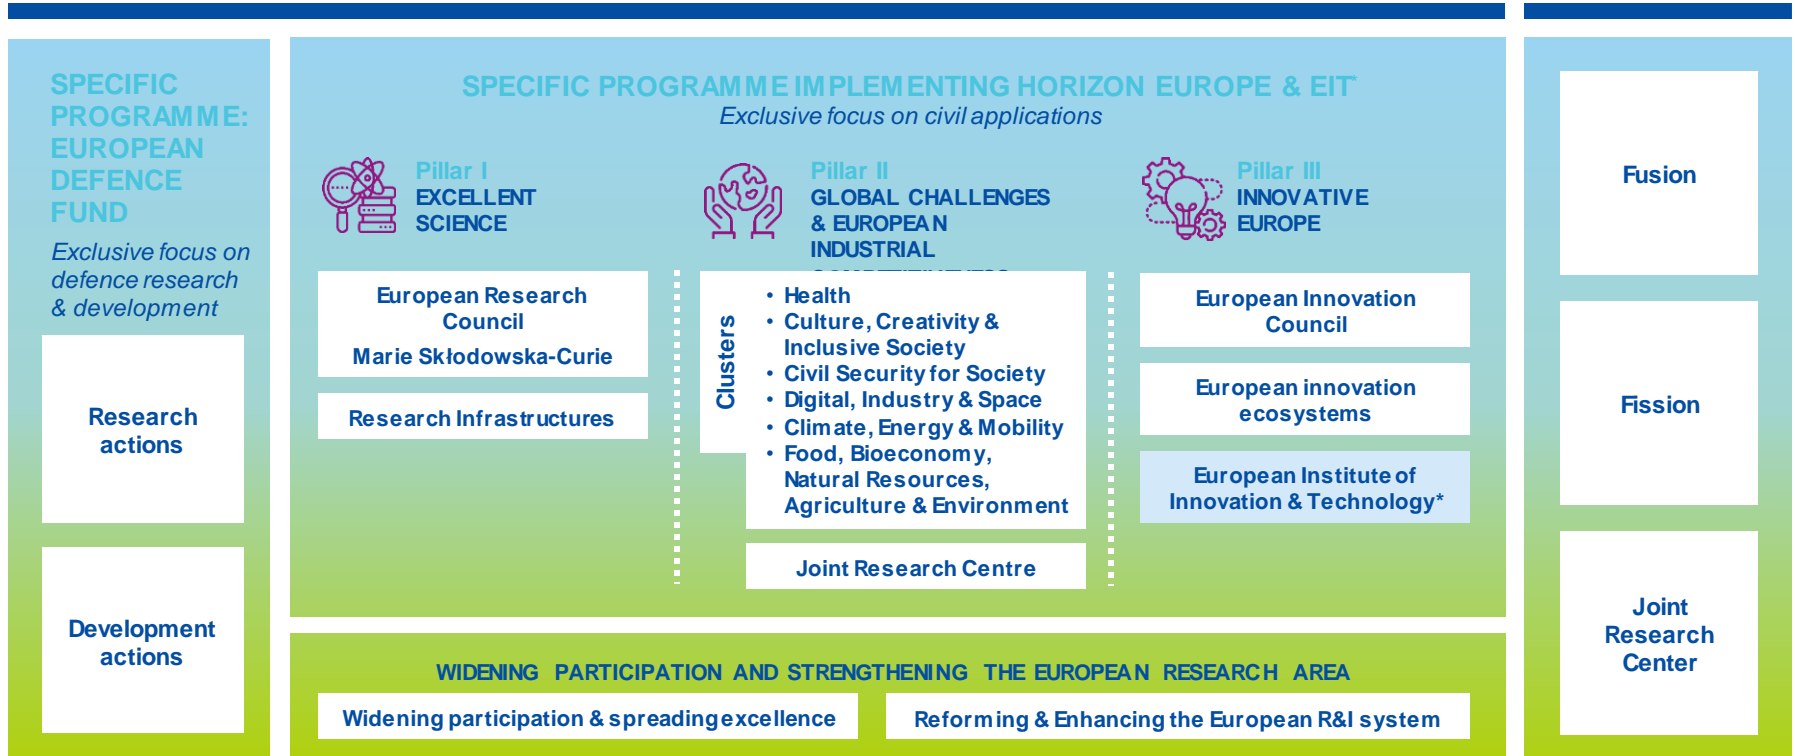 SPECIFIC
PROGRAMME:
EUROPEAN
DEFENCE
FUND
Exclusive focus on
defence research
& development
Research
actions
Development
actions
SPECIFIC PROGRAMME IMPLEMENTING HORIZON EUROPE & EIT*
Exclusive focus on civil applications
Pillar I
EXCELLENT
SCIENCE
European Research
Council
Marie Skłodowska-Curie
Research Infrastructures
Pillar II
GLOBAL CHALLENGES
& EUROPEAN
INDUSTRIAL
Clusters
• Health
• Culture, Creativity &
Inclusive Society
• Civil Security for Society
• Digital, Industry & Space
• Climate, Energy & Mobility
• Food, Bioeconomy,
Natural Resources,
Agriculture & Environment
Joint Research Centre
Pillar III
INNOVATIVE
EUROPE
European Innovation
Council
European innovation
ecosystems
European Institute of
Innovation & Technology*
WIDENING PARTICIPATION AND STRENGTHENING THE EUROPEAN RESEARCH AREA
Widening participation & spreading excellence
Reforming & Enhancing the European R&I system
Fusion
Fission
Joint
Research
Center